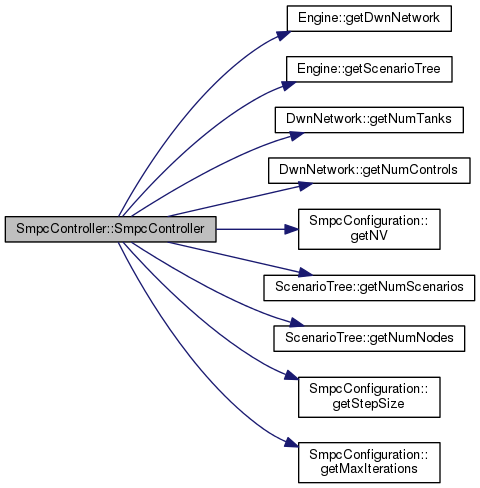 Engine::getDwnNetwork
Engine::getScenarioTree
DwnNetwork::getNumTanks
DwnNetwork::getNumControls
SmpcController::SmpcController
SmpcConfiguration::
getNV
ScenarioTree::getNumScenarios
ScenarioTree::getNumNodes
SmpcConfiguration::
getStepSize
SmpcConfiguration::
getMaxIterations